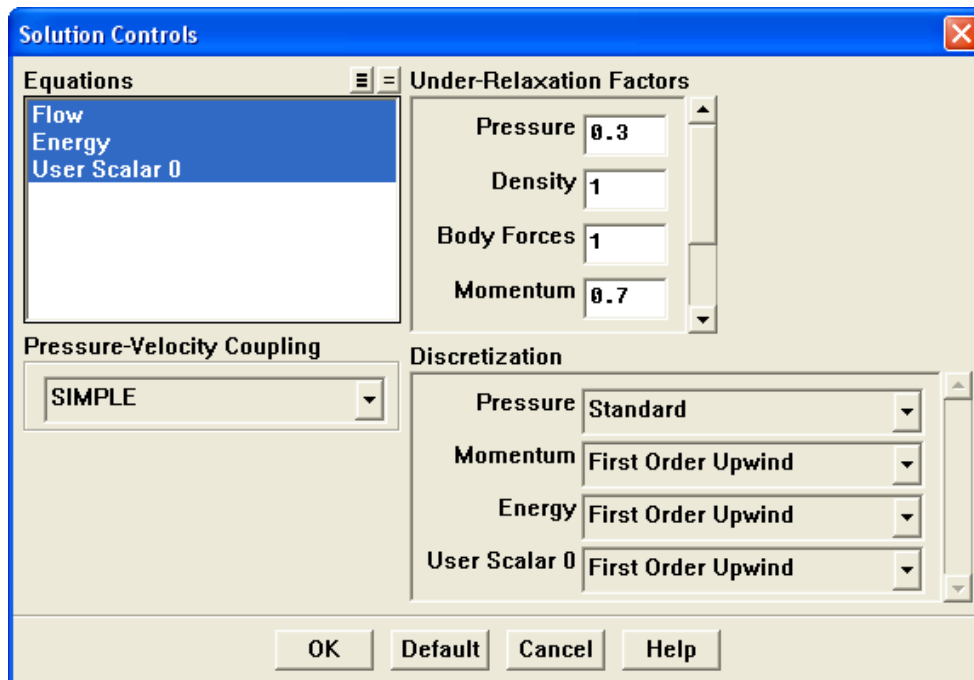 Solution Controls
Equations
Flow
Energy
User Scalar 0
Pressure-Velocity Coupling
SIMPLE
Under-Relaxation Factors
Pressure 0.3
Density 1
Body Forces 1
Momentum 0.7
Discretization
Pressure Standard
Momentum First Order Upwind
Energy First Order Upwind
User Scalar 0 First Order Upwind
OK Default Cancel Help